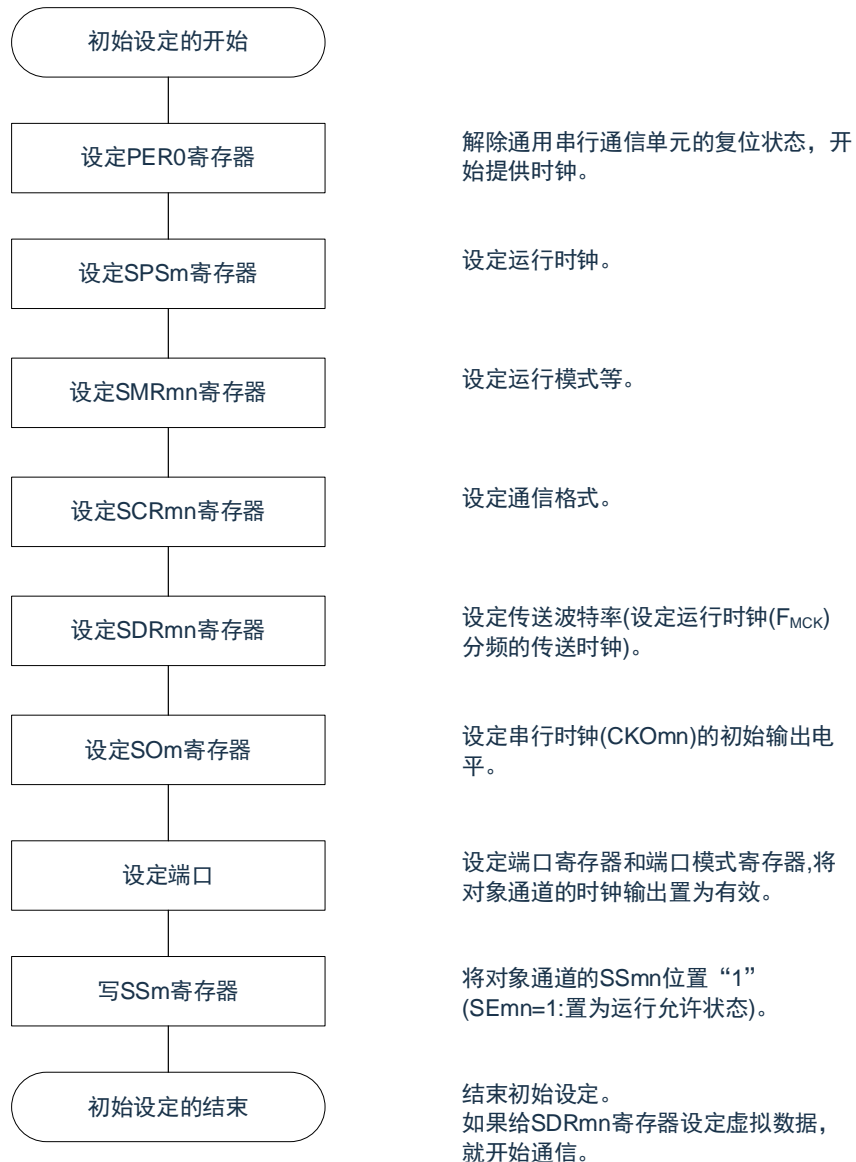 初始设定的开始
设定PER0寄存器
解除通用串行通信单元的复位状态，开
始提供时钟。
设定SPSm寄存器
设定运行时钟。
设定SMRmn寄存器
设定运行模式等。
设定SCRmn寄存器
设定通信格式。
设定SDRmn寄存器
设定传送波特率(设定运行时钟(FMCK)
分频的传送时钟)。
设定SOm寄存器
设定串行时钟(CKOmn)的初始输出电
平。
设定端口
设定端口寄存器和端口模式寄存器,将
对象通道的时钟输出置为有效。
写SSm寄存器
将对象通道的SSmn位置“1”
(SEmn=1:置为运行允许状态)。
初始设定的结束
结束初始设定。
如果给SDRmn寄存器设定虚拟数据，
就开始通信。